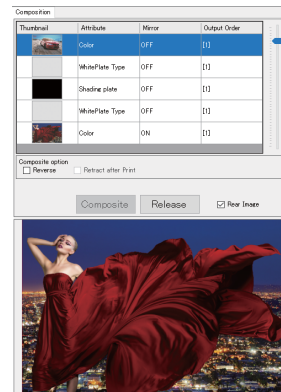 Composition
Thumbnail Attribute Mirror Output Order
Color OFF [1]
WhitePlate Type OFF [1]
Shading plate OFF [1]
WhitePlate Type OFF [1]
Color ON [1]
Composite option
Reverse Retract after Print
Composite Release Rear Image